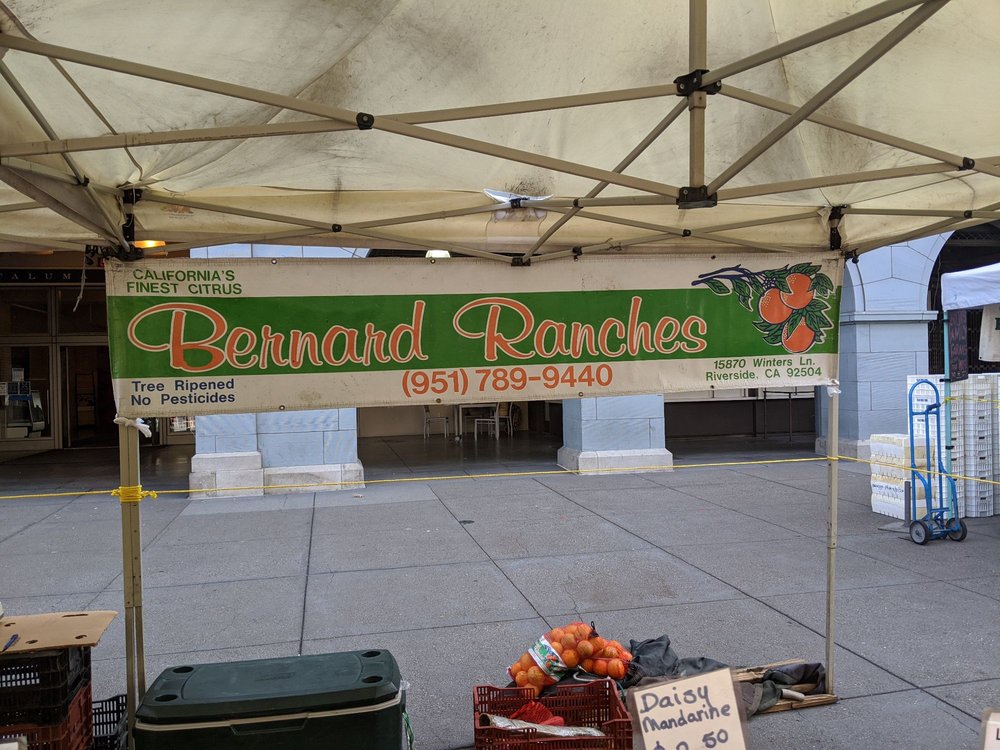 CALIFORNIA'S
FINEST CITRUS
Bernard Ranches
Tree Ripened
No Pesticides
(951) 789-9440
15870 Winters Ln.
Riverside, CA 92504
Daisy
Mandarine